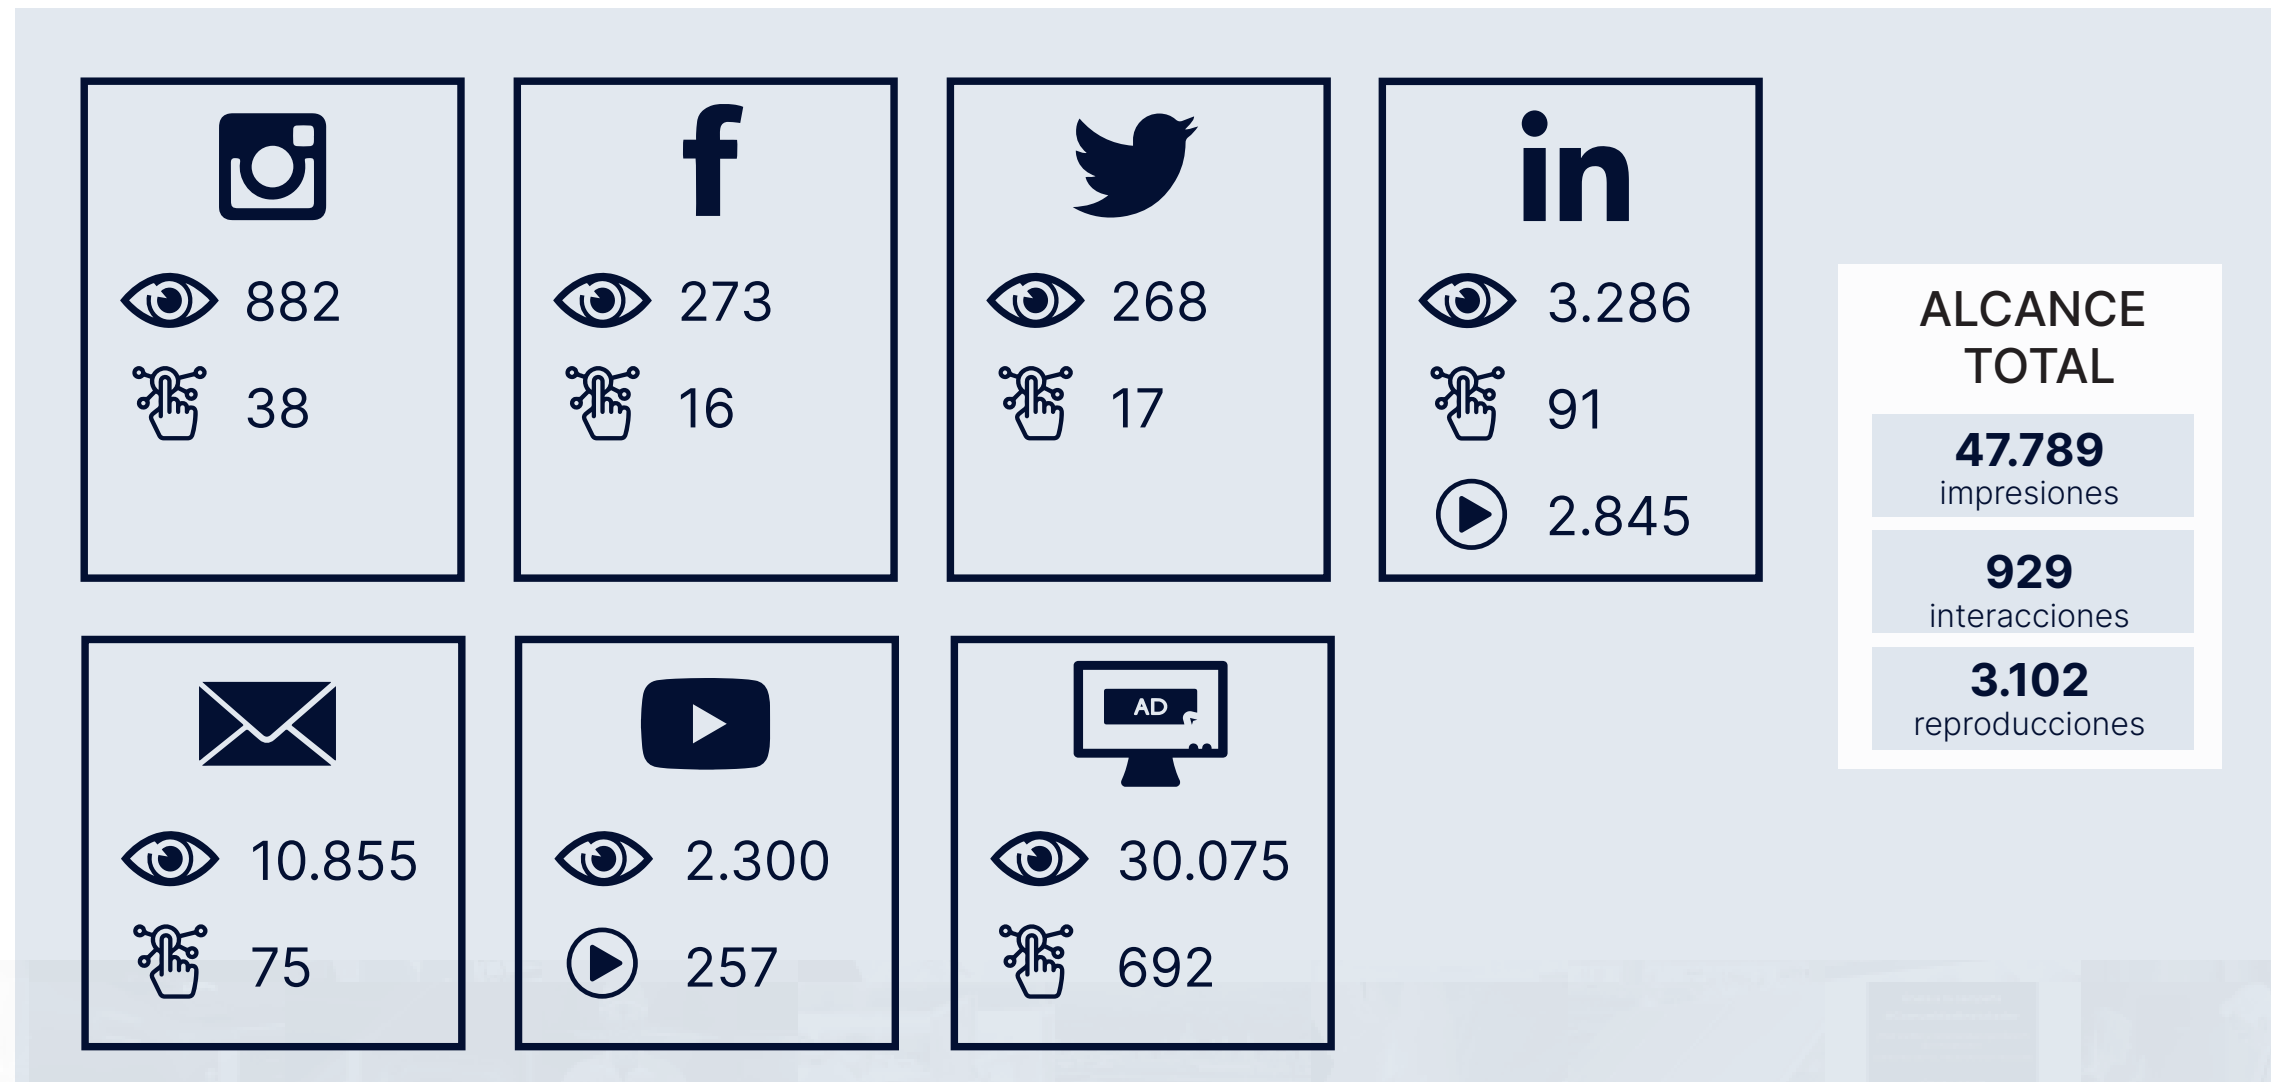 882
38
273
16
268
17
in
3.286
91
2.845
ALCANCE
TOTAL
47.789
impresiones
929
interacciones
3.102
reproducciones
10.855
75
2.300
257
AD
30.075
692